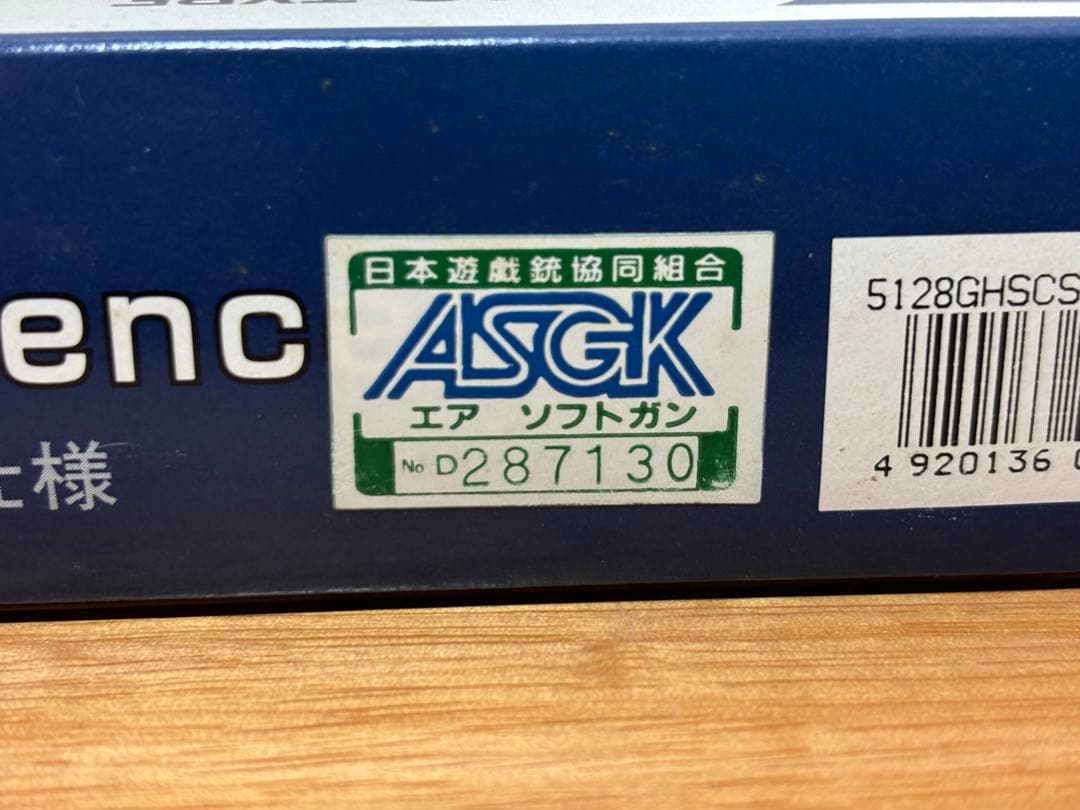 enc
仕様
日本遊戯銃協同組合
ASGK
エア ソフトガン
No D287130
5128GHSCS
4 920136